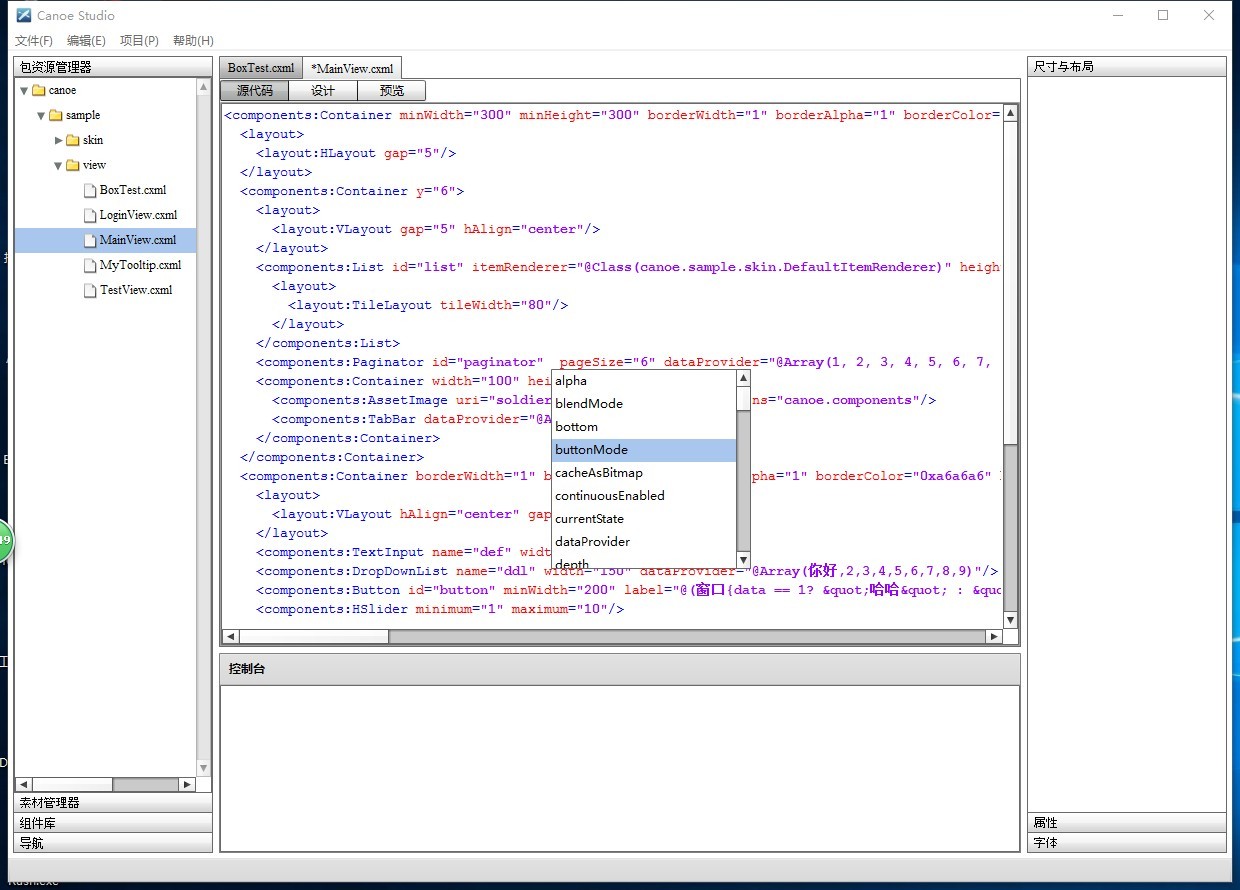 Canoe Studio
文件(F) 编辑(E) 项目(P) 帮助(H)
包资源管理器
canoe
sample
skin
view
BoxTest.cxml
LoginView.cxml
MainView.cxml
MyTooltip.cxml
TestView.cxml
素材管理器
组件库
导航
BoxTest.cxml *MainView.cxml
源代码 设计 预览
<components:Container minWidth="300" minHeight="300" borderWidth="1" borderAlpha="1" borderColor=
<layout>
<layout:HLayout gap="5"/>
</layout>
<components:Container y="6">
<layout>
<layout:VLayout gap="5" hAlign="center"/>
</layout>
<components:List id="list" itemRenderer="@Class(canoe.sample.skin.DefaultItemRenderer)" heigh
<layout>
<layout:TileLayout tileWidth="80"/>
</layout>
</components:List>
<components:Paginator id="paginator" pageSize="6" dataProvider="@Array(1, 2, 3, 4, 5, 6, 7,
<components:Container width="100" hei
<components:AssetImage uri="soldier ns="canoe.components"/>
<components:TabBar dataProvider="@A
</components:Container>
</components:Container>
<components:Container borderWidth="1" b pha="1" borderColor="0xa6a6a6"
<layout>
<layout:VLayout hAlign="center" gap
</layout>
<components:TextInput name="def" widt
<components:DropDownList name="ddl" width="150" dataProvider="@Array(你好,2,3,4,5,6,7,8,9)"/>
<components:Button id="button" minWidth="200" label="@(窗口{data == 1? &quot;哈哈&quot; : &quo
<components:HSlider minimum="1" maximum="10"/>
alpha
blendMode
bottom
buttonMode
cacheAsBitmap
continuousEnabled
currentState
dataProvider
depth
控制台
尺寸与布局
属性
字体
49